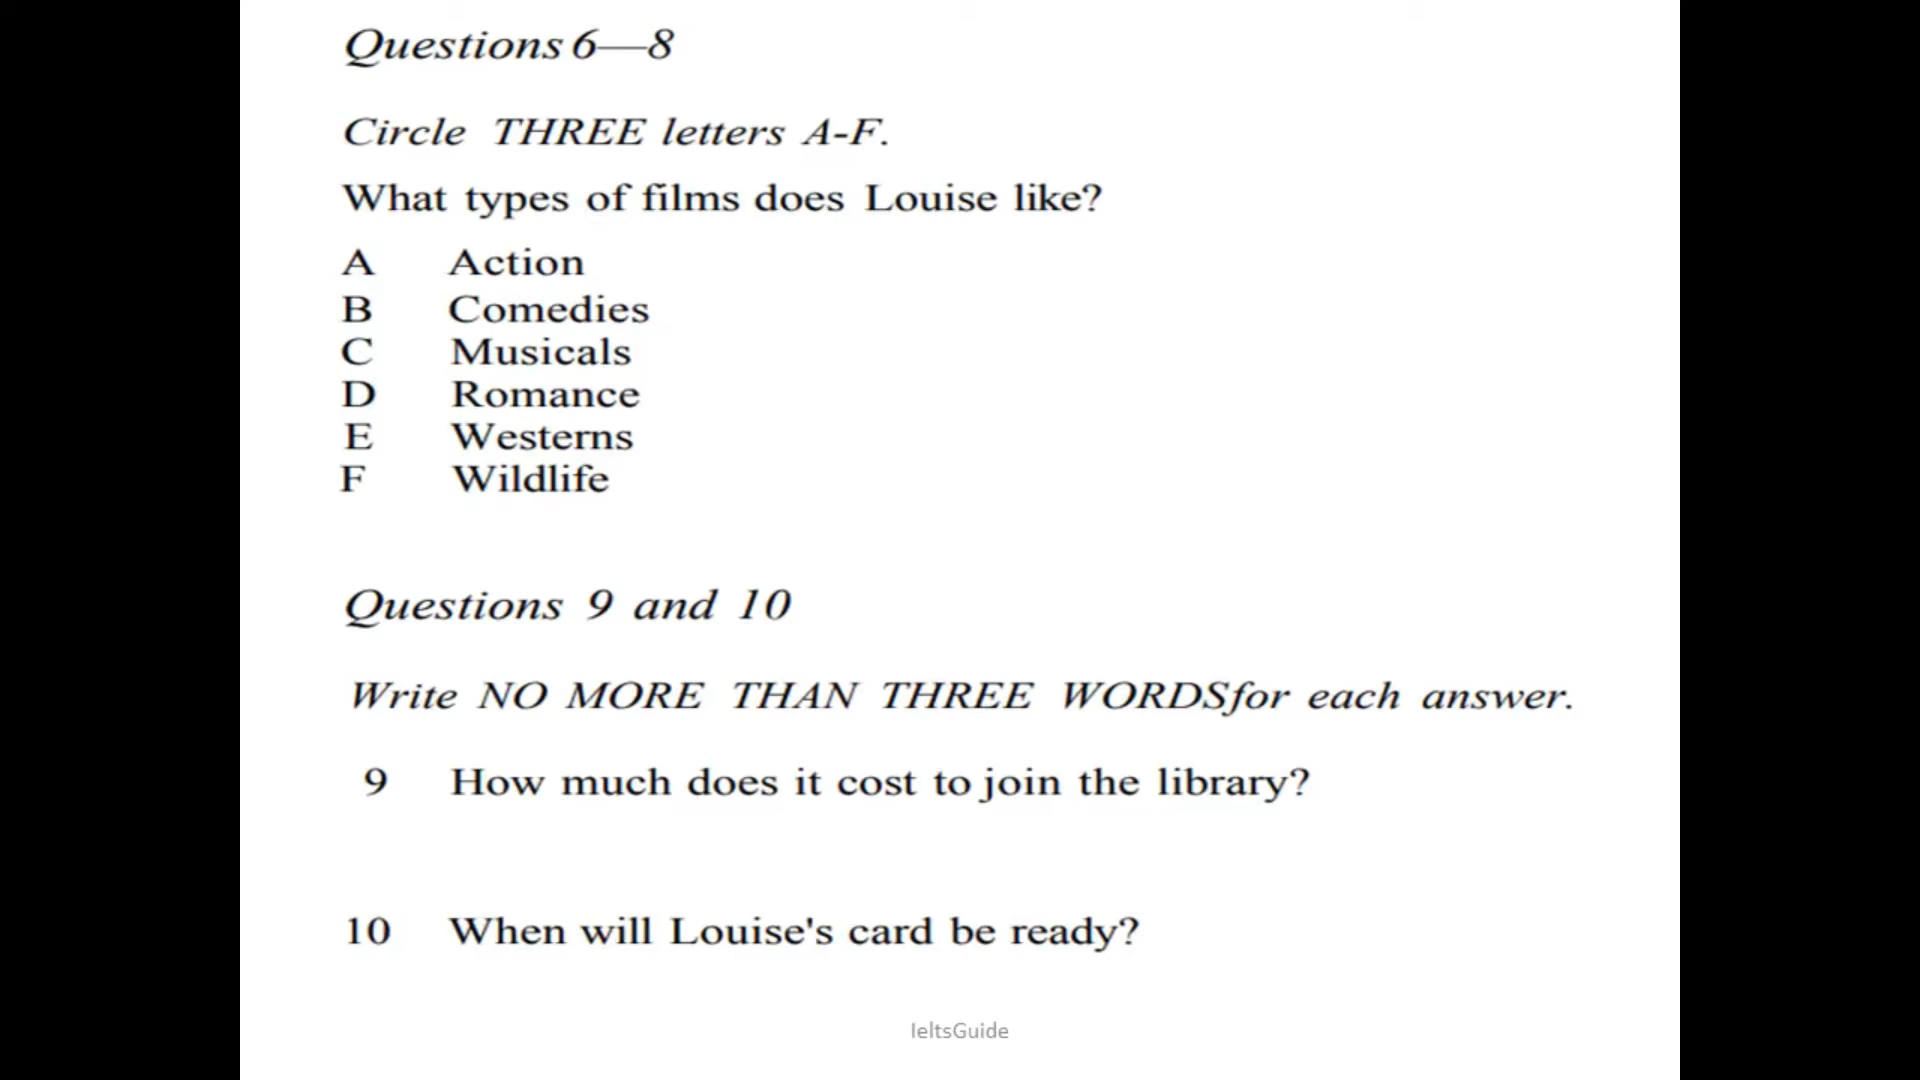 Questions 6—8
Circle THREE letters A-F.
What types of films does Louise like?
A Action
B Comedies
C Musicals
D Romance
E Westerns
F Wildlife
Questions 9 and 10
Write NO MORE THAN THREE WORDSfor each answer.
9 How much does it cost to join the library?
10 When will Louise's card be ready?
IeltsGuide